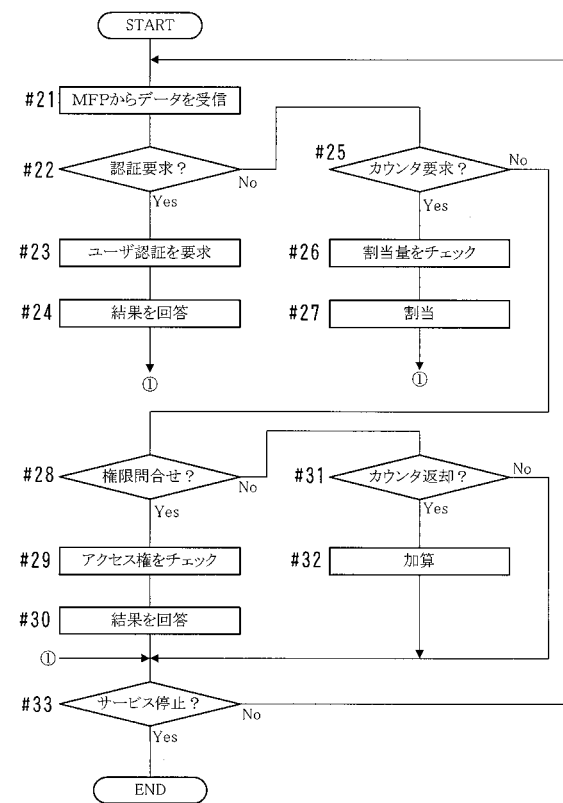 START
#21 MFPからデータを受信
#22 認証要求?
No
Yes
#25 カウンタ要求?
No
Yes
#23 ユーザ認証を要求
#26 割当量をチェック
#24 結果を回答
#27 割当
①
①
#28 権限問合せ?
No
Yes
#31 カウンタ返却?
No
Yes
#29 アクセス権をチェック
#32 加算
#30 結果を回答
①
#33 サービス停止?
No
Yes
END